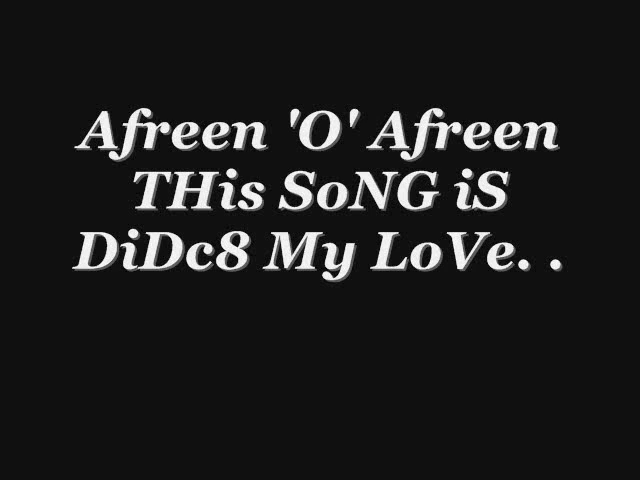 Afreen 'O' Afreen
THis SoNG iS
DiDc8 My LoVe. .